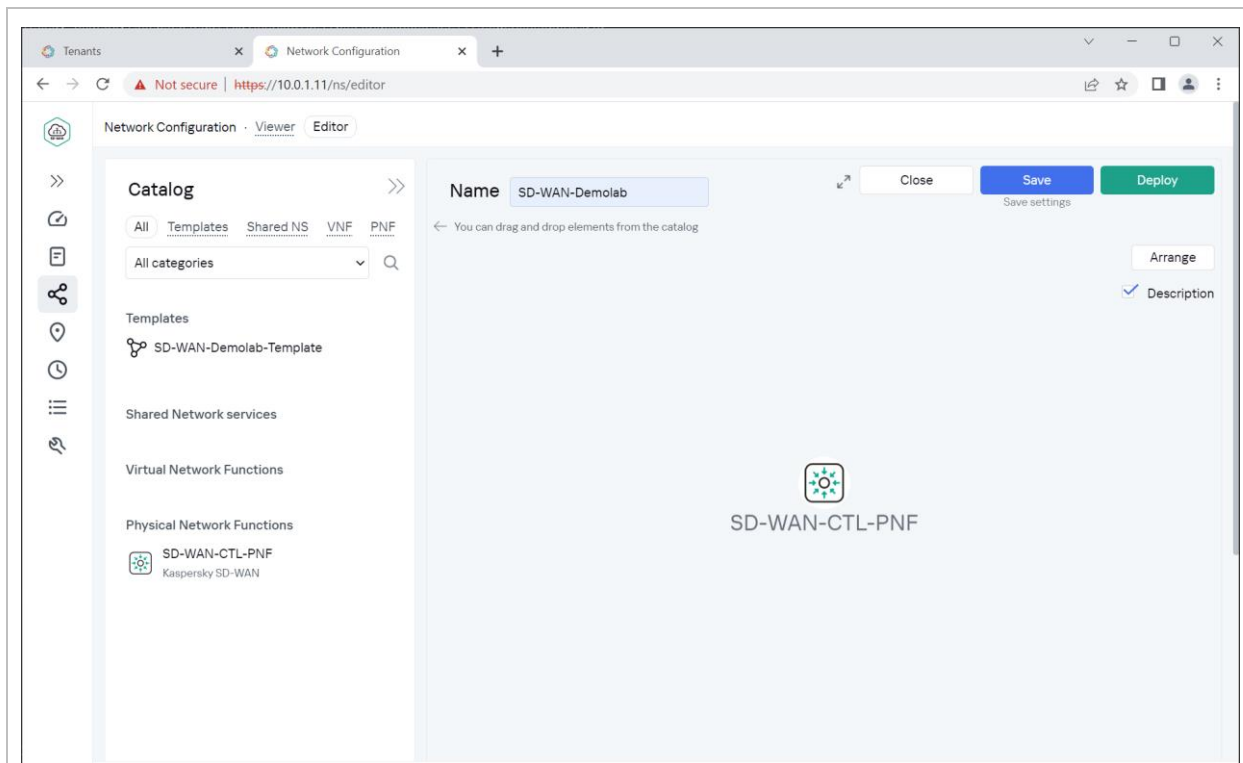 Tenants
Network Configuration
Not secure | https://10.0.1.11/ns/editor
Network Configuration · Viewer Editor
Catalog
All Templates Shared NS VNF PNF
All categories
Templates
SD-WAN-Demolab-Template
Shared Network services
Virtual Network Functions
Physical Network Functions
SD-WAN-CTL-PNF
Kaspersky SD-WAN
Name SD-WAN-Demolab
Close Save Deploy
Save settings
← You can drag and drop elements from the catalog
Arrange
Description
SD-WAN-CTL-PNF